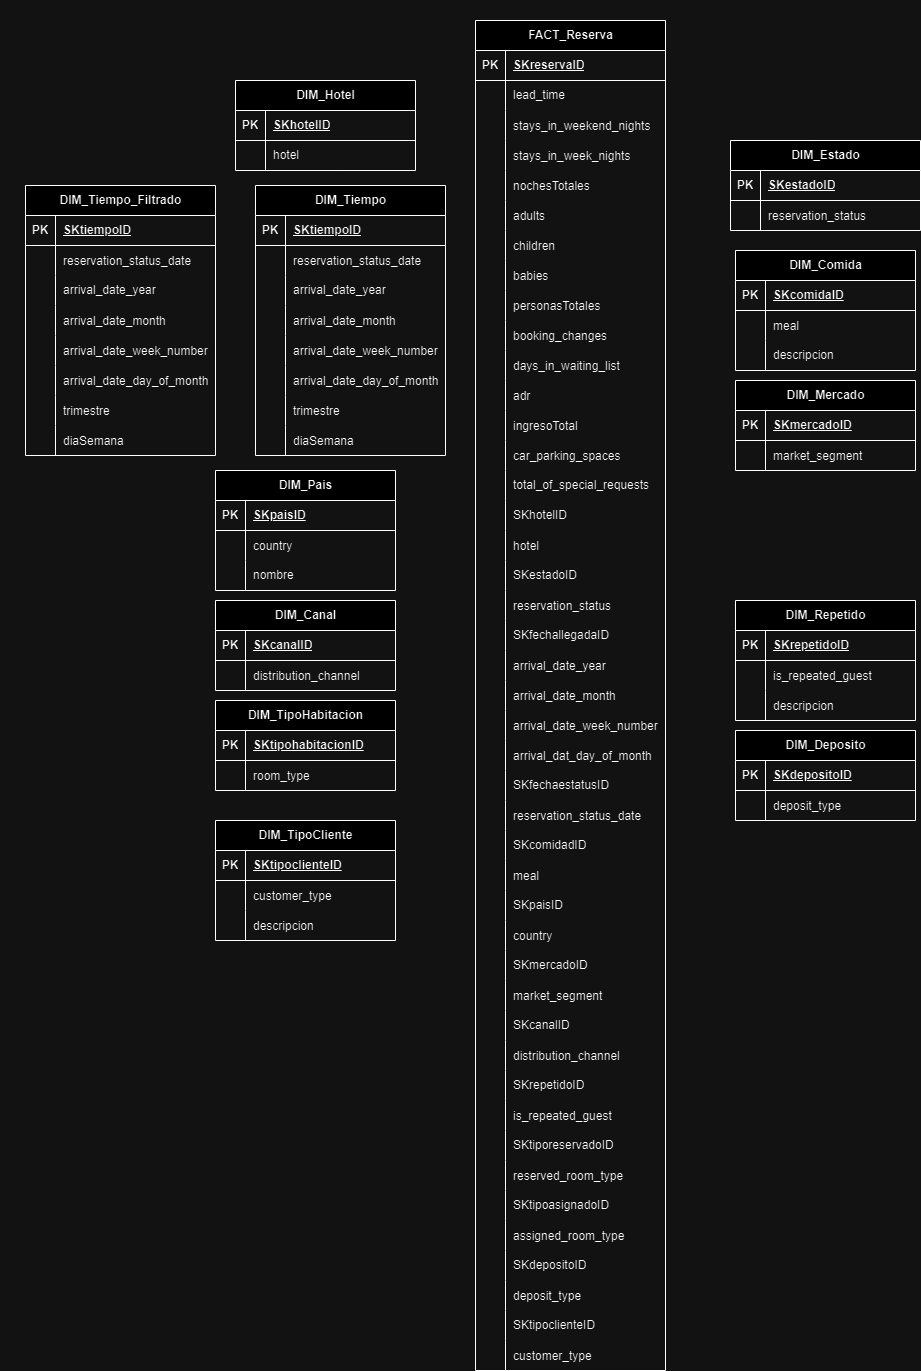 FACT_Reserva
PK SKreservaID
lead_time
stays_in_weekend_nights
stays_in_week_nights
nochesTotales
adults
children
babies
personasTotales
booking_changes
days_in_waiting_list
adr
ingresoTotal
car_parking_spaces
total_of_special_requests
SKhotelID
hotel
SKestadoID
reservation_status
SKfechallegadaID
arrival_date_year
arrival_date_month
arrival_date_week_number
arrival_dat_day_of_month
SKfechaestatusID
reservation_status_date
SKcomidadID
meal
SKpaisID
country
SKmercadoID
market_segment
SKcanalID
distribution_channel
SKrepetidoID
is_repeated_guest
SKtiporeservadoID
reserved_room_type
SKtipoasignadoID
assigned_room_type
SKdepositoID
deposit_type
SKtipoclienteID
customer_type
DIM_Hotel
PK SKhotelID
hotel
DIM_Tiempo_Filtrado
PK SKtiempoID
reservation_status_date
arrival_date_year
arrival_date_month
arrival_date_week_number
arrival_date_day_of_month
trimestre
diaSemana
DIM_Tiempo
PK SKtiempoID
reservation_status_date
arrival_date_year
arrival_date_month
arrival_date_week_number
arrival_date_day_of_month
trimestre
diaSemana
DIM_Pais
PK SKpaisID
country
nombre
DIM_Canal
PK SKcanalID
distribution_channel
DIM_TipoHabitacion
PK SKtipohabitacionID
room_type
DIM_TipoCliente
PK SKtipoclienteID
customer_type
descripcion
DIM_Estado
PK SKestadoID
reservation_status
DIM_Comida
PK SKcomidaID
meal
descripcion
DIM_Mercado
PK SKmercadoID
market_segment
DIM_Repetido
PK SKrepetidoID
is_repeated_guest
descripcion
DIM_Deposito
PK SKdepositoID
deposit_type